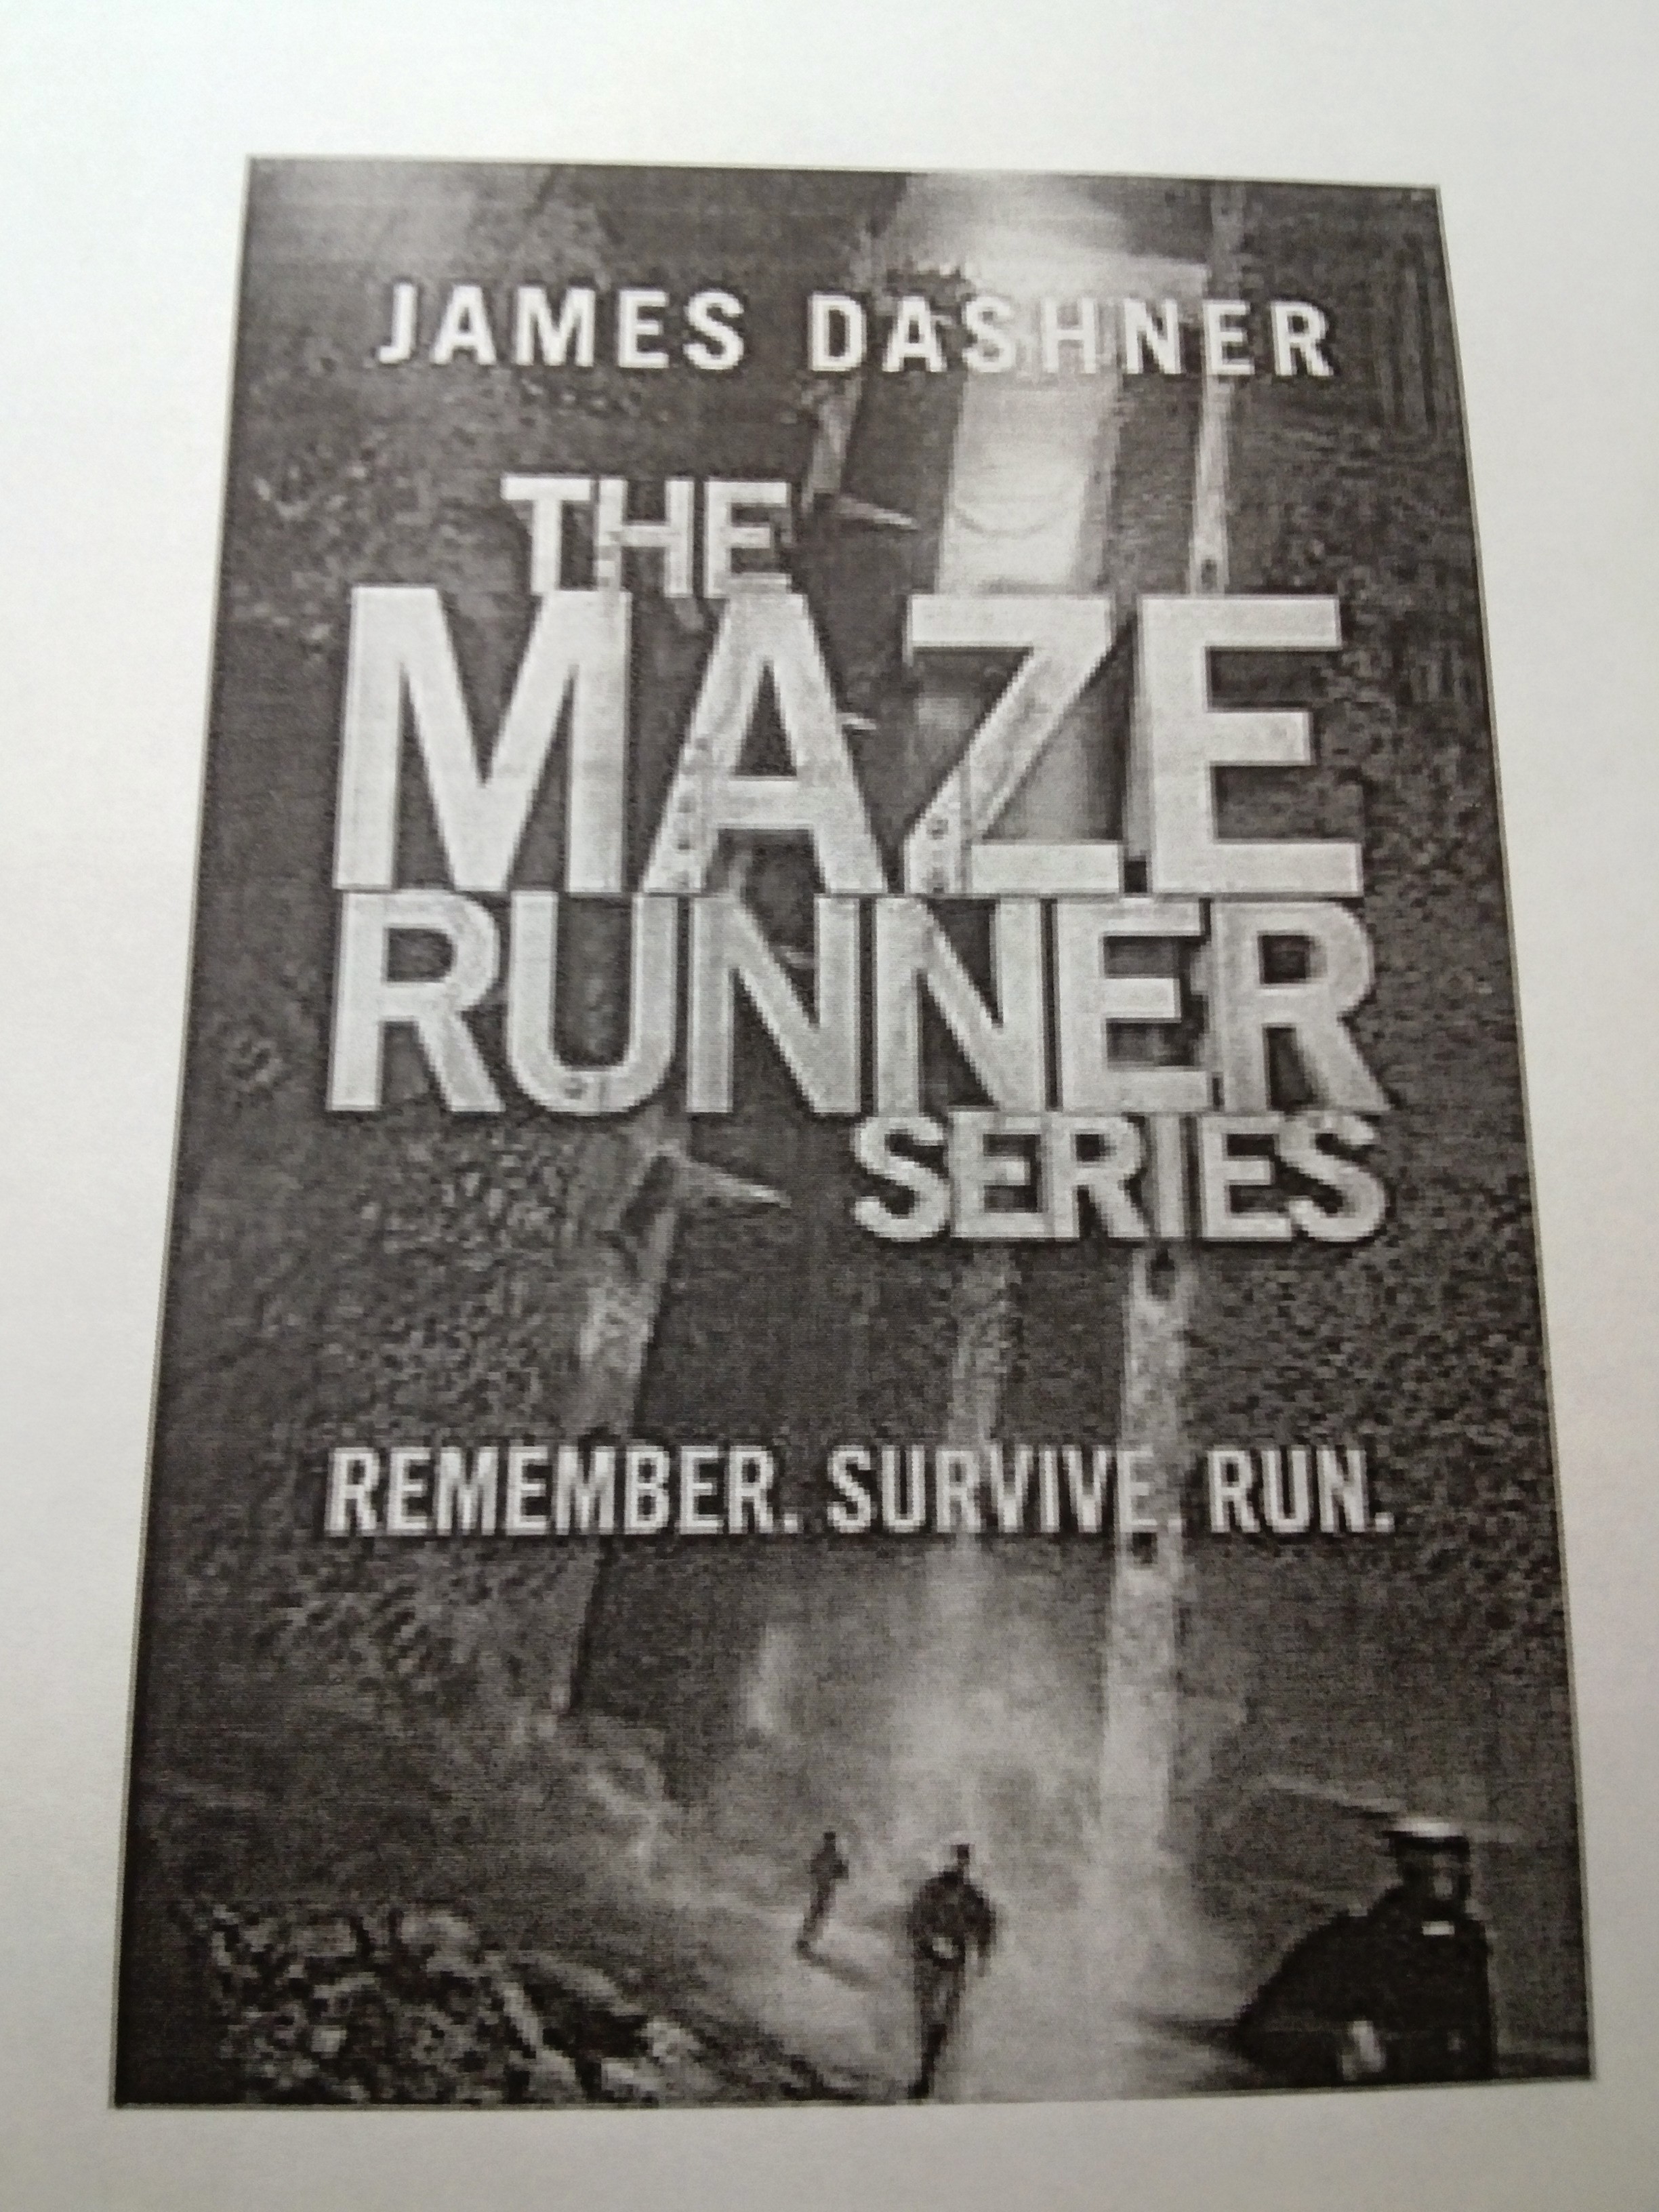 JAMES DASHNER
THE
MAZE
RUNNER
SERIES
REMEMBER. SURVIVE. RUN.